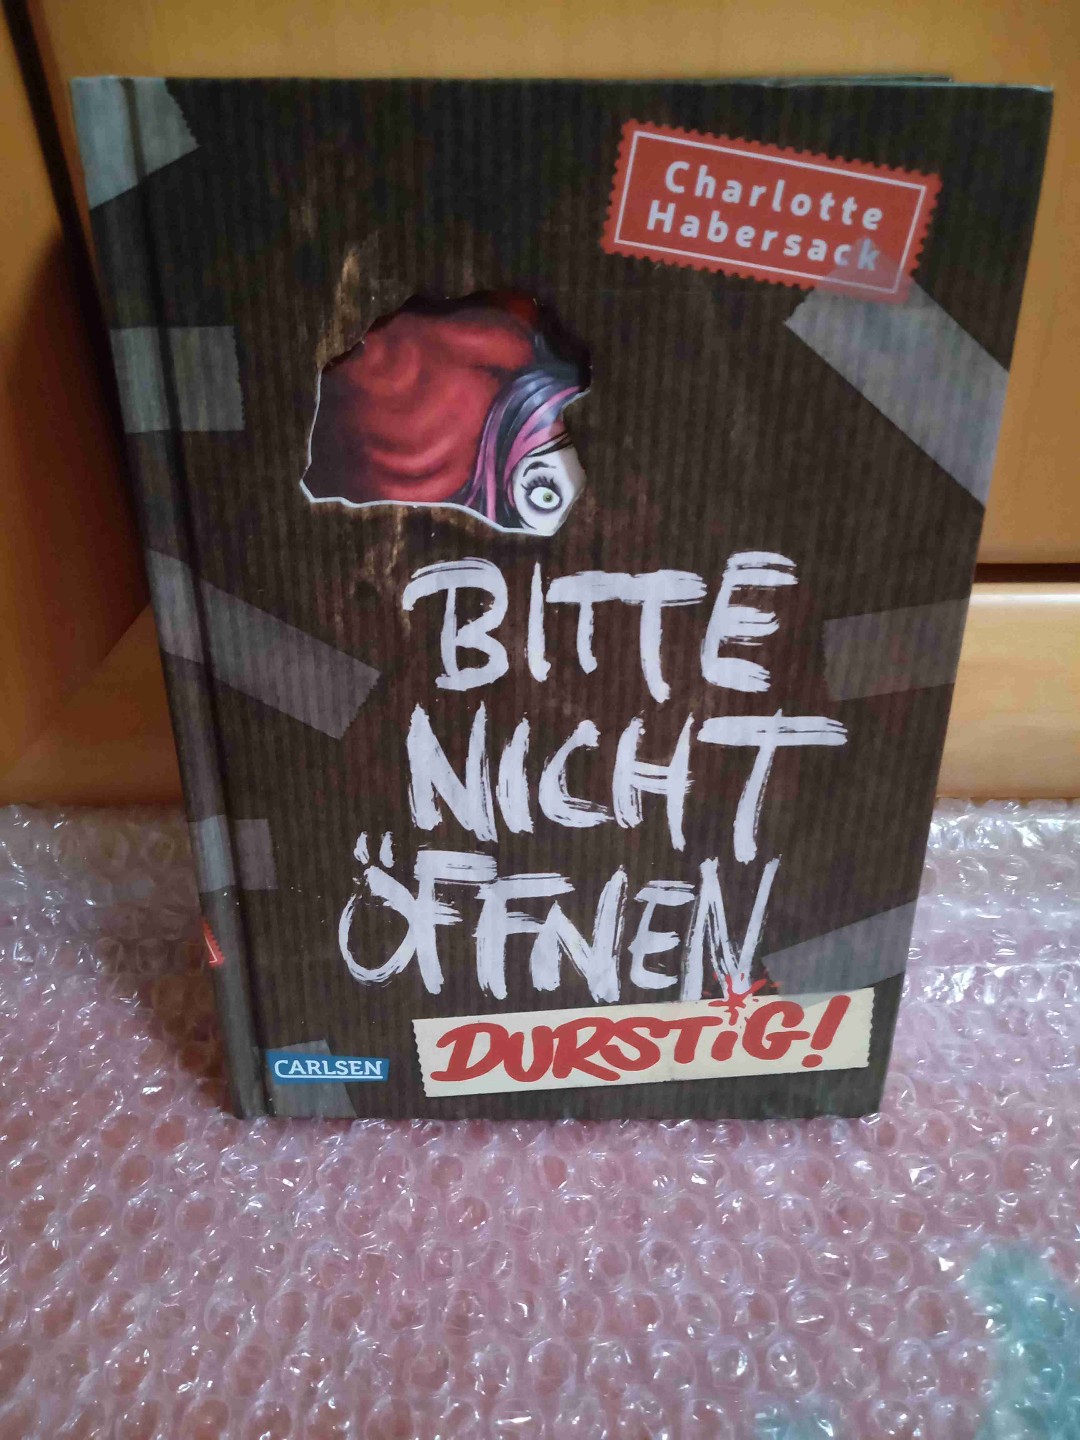 Charlotte
Habersack
BITTE
NICHT
ÖFFNEN
DURSTiG!
CARLSEN